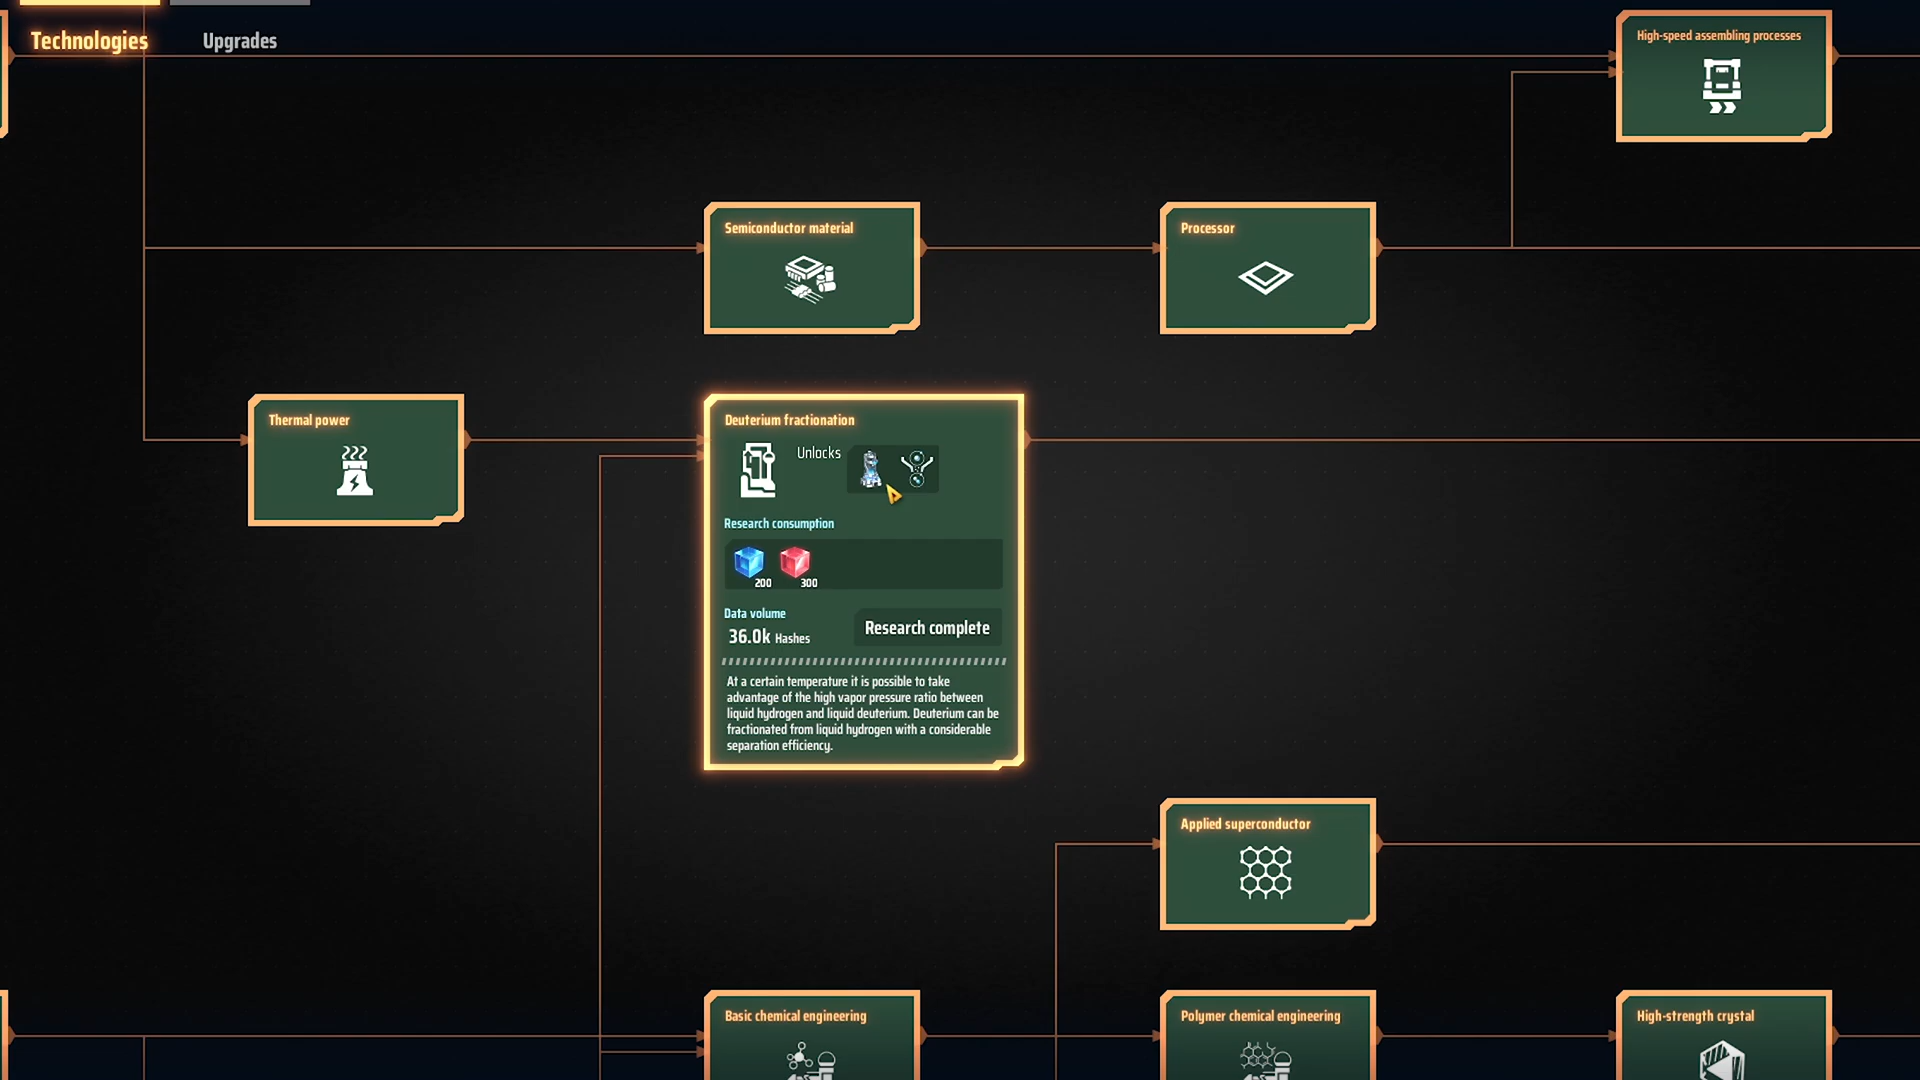 Technologies
Upgrades
High-speed assembling processes
Semiconductor material
Processor
Thermal power
Deuterium fractionation
Unlocks
Research consumption
200
300
Data volume
36.0k Hashes
Research complete
At a certain temperature it is possible to take
advantage of the high vapor pressure ratio between
liquid hydrogen and liquid deuterium. Deuterium can be
fractionated from liquid hydrogen with a considerable
separation efficiency.
Applied superconductor
Basic chemical engineering
Polymer chemical engineering
High-strength crystal